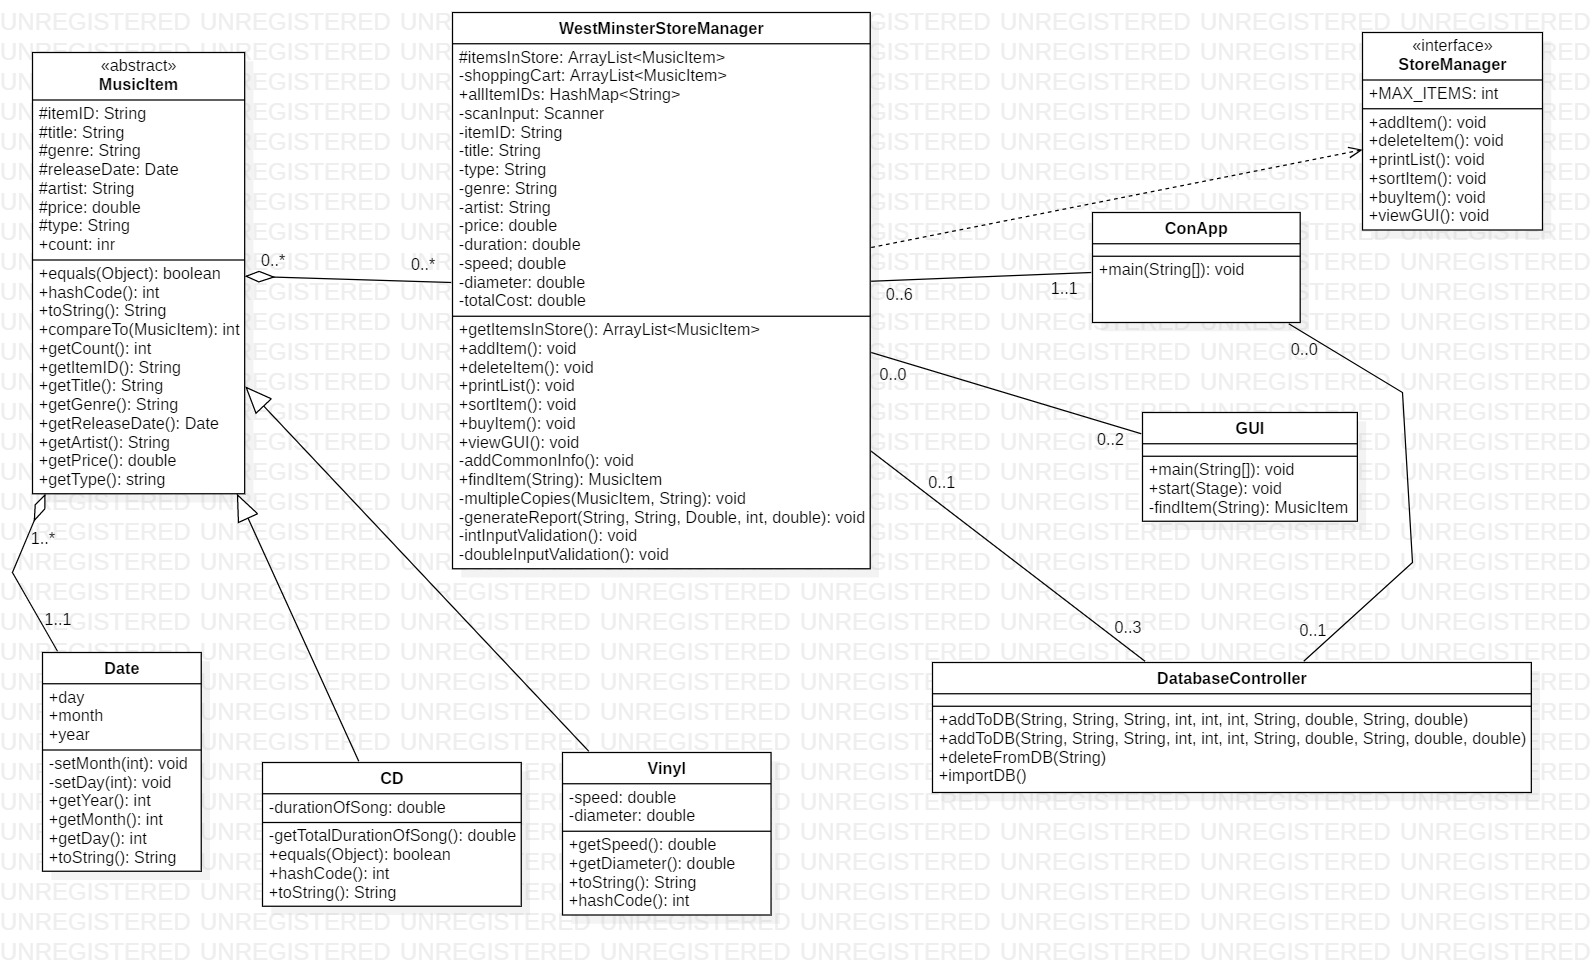 «abstract»
MusicItem
#itemID: String
#title: String
#genre: String
#releaseDate: Date
#artist: String
#price: double
#type: String
+count: inr
+equals(Object): boolean
+hashCode(): int
+toString(): String
+compareTo(MusicItem): int
+getCount(): int
+getItemID(): String
+getTitle(): String
+getGenre(): String
+getReleaseDate(): Date
+getArtist(): String
+getPrice(): double
+getType(): string
0..*
0..*
WestMinsterStoreManager
#itemsInStore: ArrayList<MusicItem>
-shoppingCart: ArrayList<MusicItem>
+allItemIDs: HashMap<String>
-scanInput: Scanner
-itemID: String
-title: String
-type: String
-genre: String
-artist: String
-price: double
-duration: double
-speed; double
-diameter: double
-totalCost: double
+getItemsInStore(): ArrayList<MusicItem>
+addItem(): void
+deleteItem(): void
+printList(): void
+sortItem(): void
+buyItem(): void
+viewGUI(): void
-addCommonInfo(): void
+findItem(String): MusicItem
-multipleCopies(MusicItem, String): void
-generateReport(String, String, Double, int, double): void
-intInputValidation(): void
-doubleInputValidation(): void
«interface»
StoreManager
+MAX_ITEMS: int
+addItem(): void
+deleteItem(): void
+printList(): void
+sortItem(): void
+buyItem(): void
+viewGUI(): void
ConApp
+main(String[]): void
0..6
1..1
0..0
0..0
0..2
GUI
+main(String[]): void
+start(Stage): void
-findItem(String): MusicItem
0..1
0..3
0..1
DatabaseController
+addToDB(String, String, String, int, int, int, String, double, String, double)
+addToDB(String, String, String, int, int, int, String, double, String, double, double)
+deleteFromDB(String)
+importDB()
1..*
1..1
Date
+day
+month
+year
-setMonth(int): void
-setDay(int): void
+getYear(): int
+getMonth(): int
+getDay(): int
+toString(): String
CD
-durationOfSong: double
-getTotalDurationOfSong(): double
+equals(Object): boolean
+hashCode(): int
+toString(): String
Vinyl
-speed: double
-diameter: double
+getSpeed(): double
+getDiameter(): double
+toString(): String
+hashCode(): int
UNREGISTERED